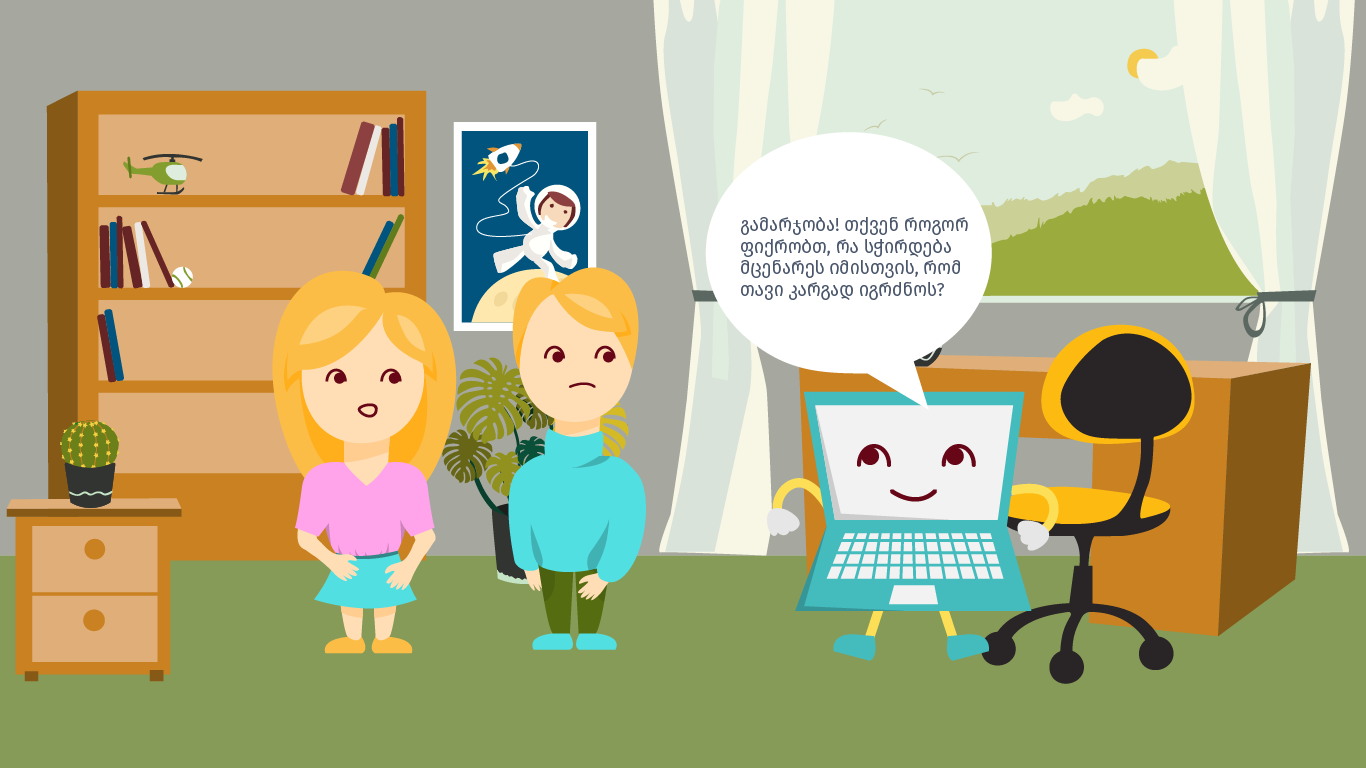 გამარჯობა! თქვენ როგორ
ფიქრობთ, რა სჭირდება
მცენარეს იმისთვის, რომ
თავი კარგად იგრძნოს?